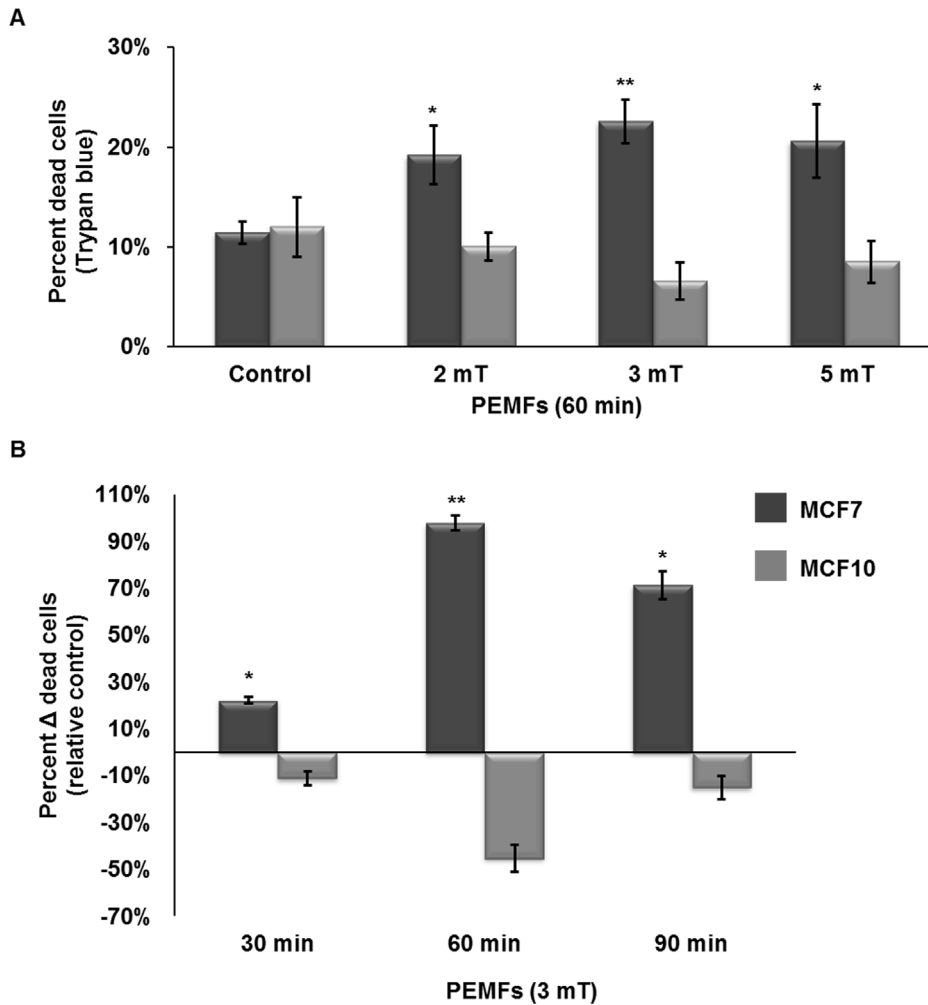 A
30%
20%
10%
0%
Percent dead cells
(Trypan blue)
*
**
*
Control 2 mT 3 mT 5 mT
PEMFs (60 min)
B
110%
90%
70%
50%
30%
10%
-10%
-30%
-50%
-70%
Percent Δ dead cells
(relative control)
*
**
*
MCF7
MCF10
30 min 60 min 90 min
PEMFs (3 mT)